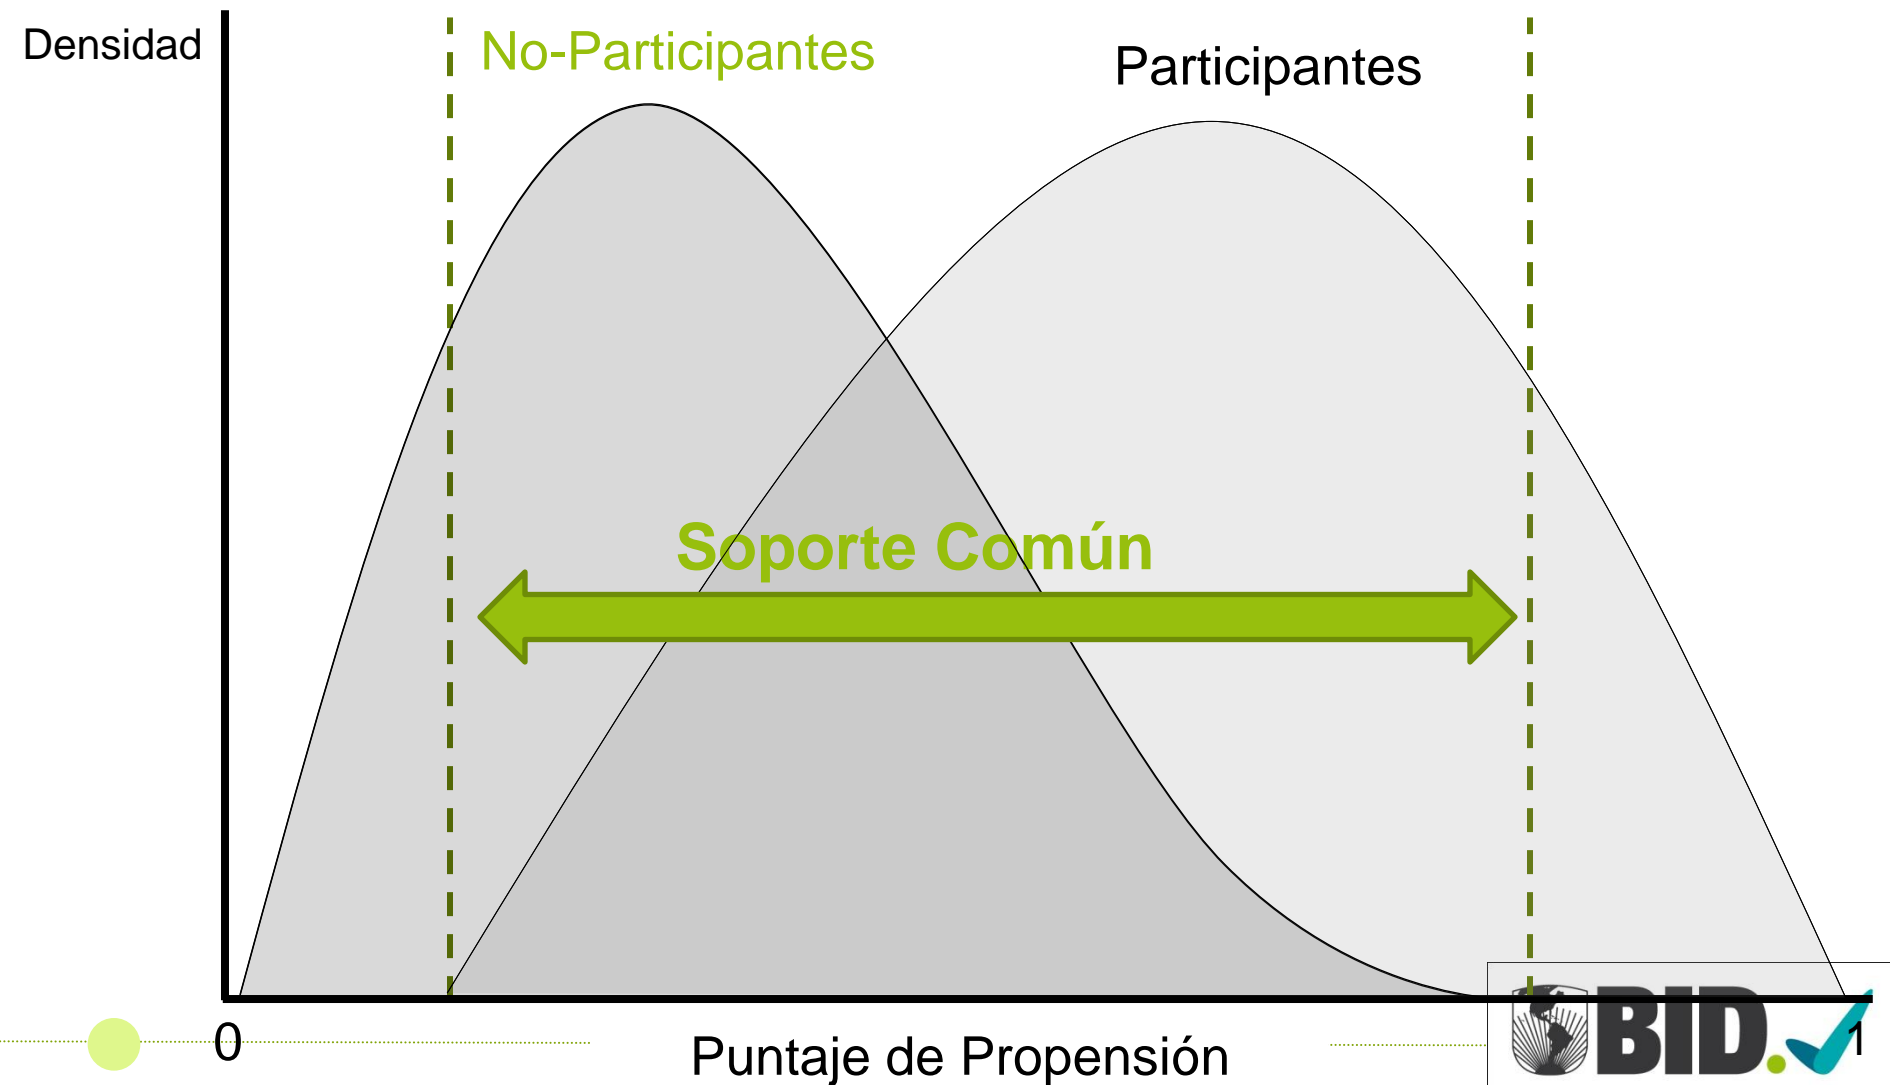 Densidad
No-Participantes
Participantes
Soporte Común
0
Puntaje de Propensión
BID
1